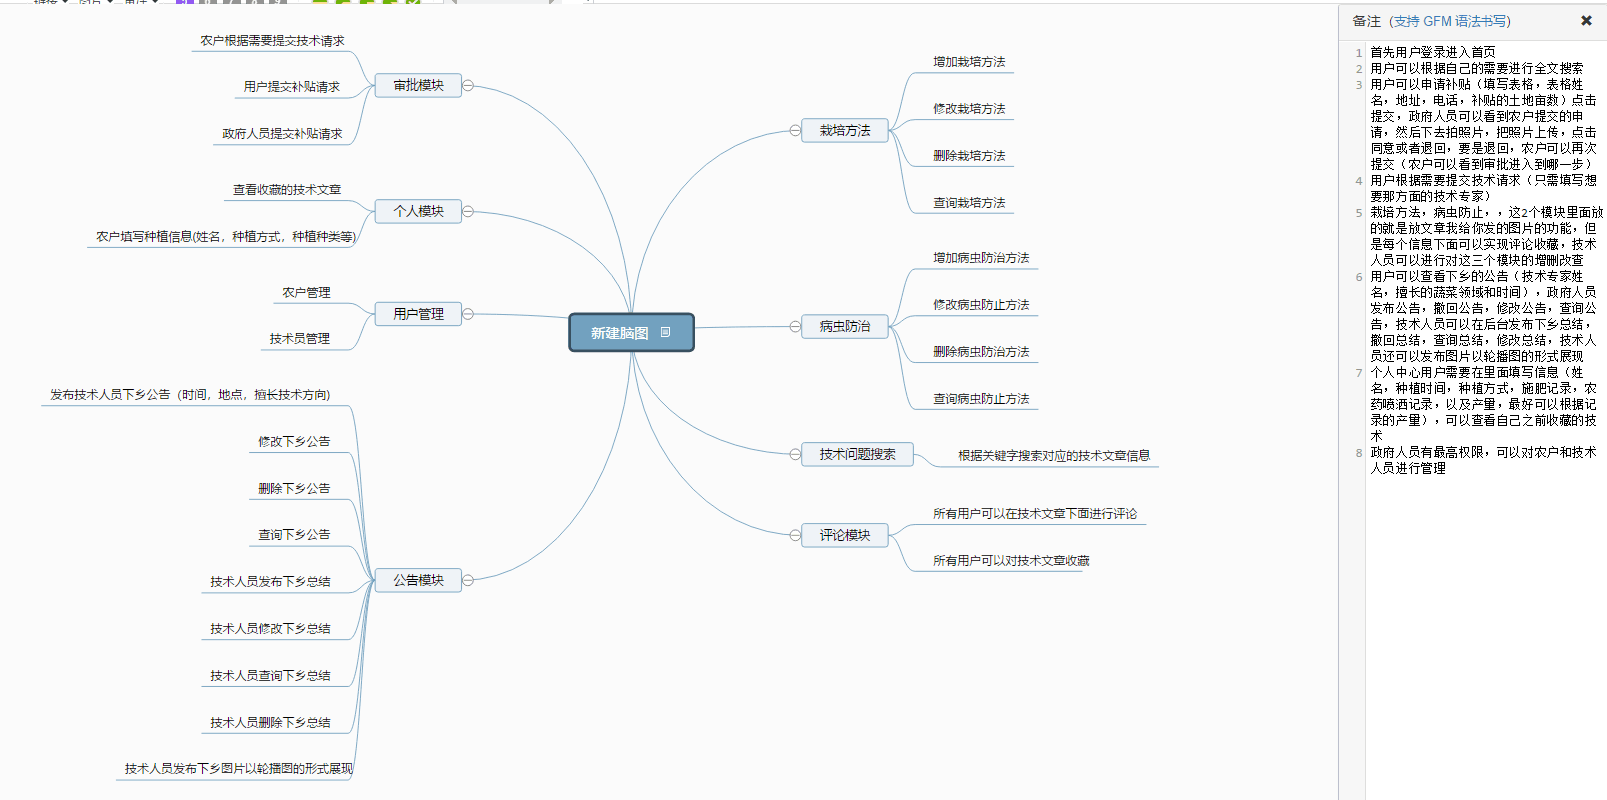 农户根据需要提交技术请求
用户提交补贴请求
政府人员提交补贴请求
审批模块
查看收藏的技术文章
农户填写种植信息(姓名，种植方式，种植种类等)
个人模块
农户管理
技术员管理
用户管理
发布技术人员下乡公告（时间，地点，掐长技术方向)
修改下乡公告
删除下乡公告
查询下乡公告
技术人员发布下乡总结
技术人员修改下乡总结
技术人员查询下乡总结
技术人员删除下乡总结
技术人员发布下乡图片以轮播图的形式展现
公告模块
新建脑图
栽培方法
增加栽培方法
修改栽培方法
删除栽培方法
查询栽培方法
病虫防治
增加病虫防治方法
修改病虫防止方法
删除病虫防治方法
查询病虫防止方法
技术问题搜索
根据关键字搜索对应的技术文章信息
评论模块
所有用户可以在技术文章下面进行评论
所有用户可以对技术文章收藏
备注（支持 GFM 语法书写）
1 首先用户登录进入首页
2 用户可以根据自己的需要进行全文搜索
3 用户可以申请补贴（填写表格，表格姓
名，地址，电话，补贴的土地亩数）点击
提交，政府人员可以看到农户提交的申
请，然后下去拍照片，把照片上传，点击
同意或者退回，要是退回，农户可以再次
提交（农户可以看到审批进入到哪一步）
4 用户根据需要提交技术请求（只需填写想
要那方面的技术专家）
5 栽培方法，病虫防止，，这2个模块里面放
的就是放文章我给你发的图片的功能，但
是每个信息下面可以实现评论收藏，技术
人员可以进行对这三个模块的增删改查
6 用户可以查看下乡的公告（技术专家姓
名，擅长的蔬菜领域和时间），政府人员
发布公告，撤回公告，修改公告，查询公
告，技术人员可以在后台发布下乡总结，
撤回总结，查询总结，修改总结，技术人
员还可以发布图片以轮播图的形式展现
7 个人中心用户需要在里面填写信息（姓
名，种植时间，种植方式，施肥记录，农
药喷洒记录，以及产量，最好可以根据记
录的产量），可以查看自己之前收藏的技
术
8 政府人员有最高权限，可以对农户和技术
人员进行管理